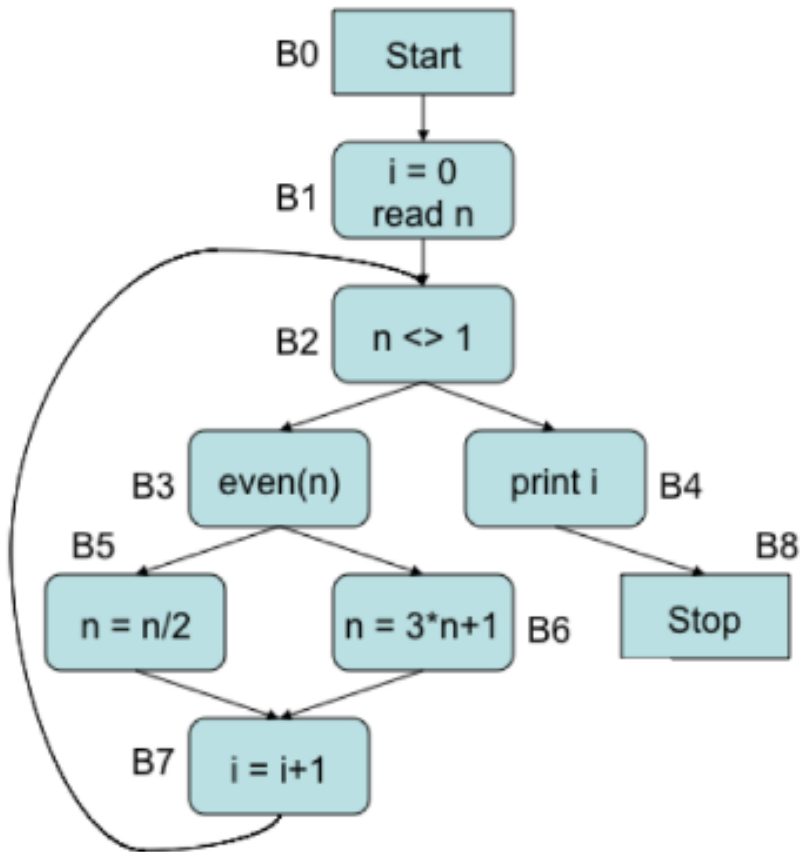 B0
Start
B1
i = 0
read n
B2
n <> 1
B3
even(n)
print i
B4
B5
B8
n = n/2
n = 3*n+1
B6
Stop
B7
i = i+1